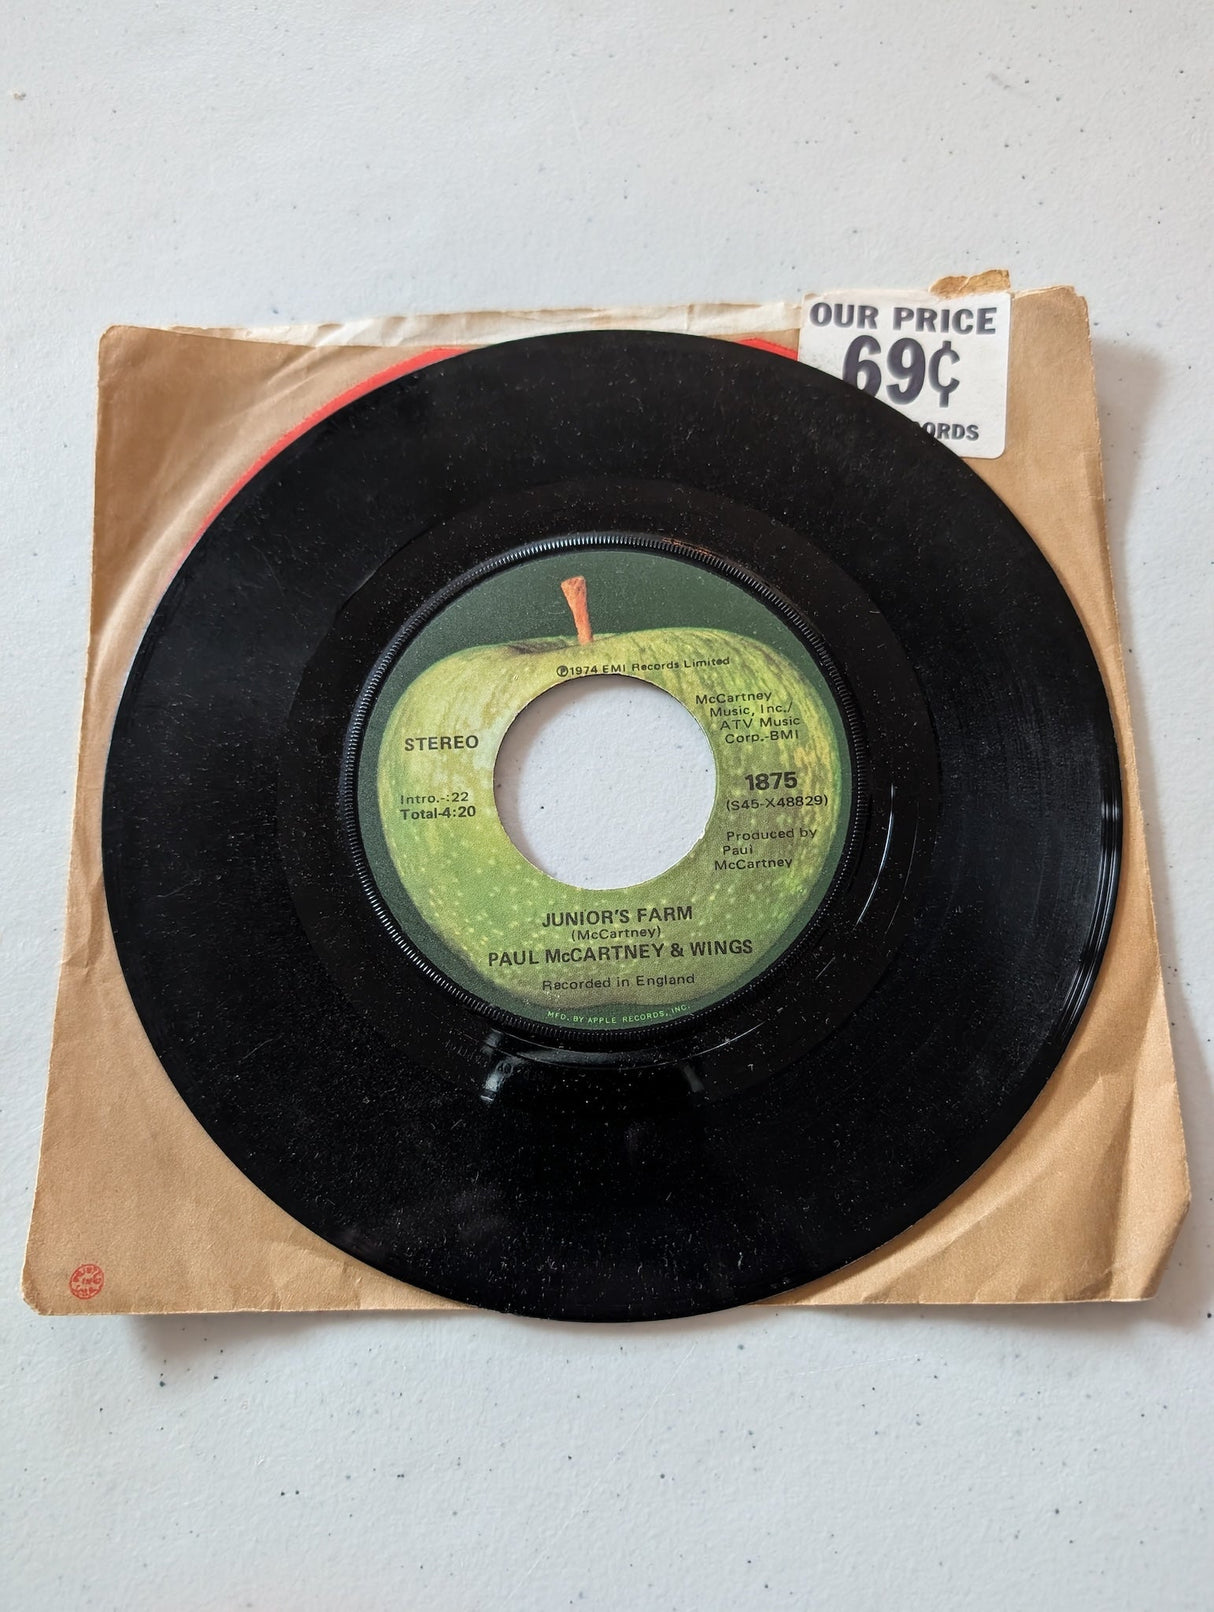 OUR PRICE
69¢
ORDS
℗1974 EMI Records Limited
McCartney
Music, Inc./
ATV Music
Corp.-BMI
STEREO
1875
(S45-X48829)
Intro.-:22
Total-4:20
Produced by
Paul
McCartney
JUNIOR'S FARM
(McCartney)
PAUL McCARTNEY & WINGS
Recorded in England
MFD. BY APPLE RECORDS, INC.